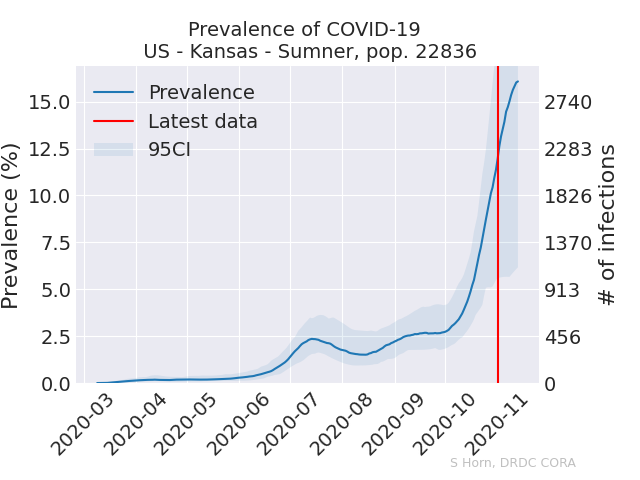 Prevalence of COVID-19
US - Kansas - Sumner, pop. 22836
Prevalence
Latest data
95CI
Prevalence (%)
15.0
12.5
10.0
7.5
5.0
2.5
0.0
2740
2283
1826
1370
913
456
0
# of infections
2020-03
2020-04
2020-05
2020-06
2020-07
2020-08
2020-09
2020-10
2020-11
S Horn, DRDC CORA